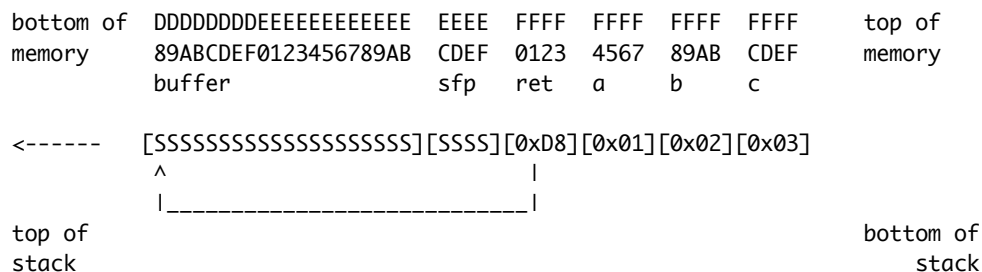 bottom of  DDDDDDDDEEEEEEEEEEEE  EEEE  FFFF  FFFF  FFFF  FFFF     top of
memory     89ABCDEF0123456789AB  CDEF  0123  4567  89AB  CDEF     memory
           buffer                sfp   ret   a     b     c
<------   [SSSSSSSSSSSSSSSSSSSS][SSSS][0xD8][0x01][0x02][0x03]
           ^                            |
           |____________________________|
top of                                                            bottom of
stack                                                                 stack